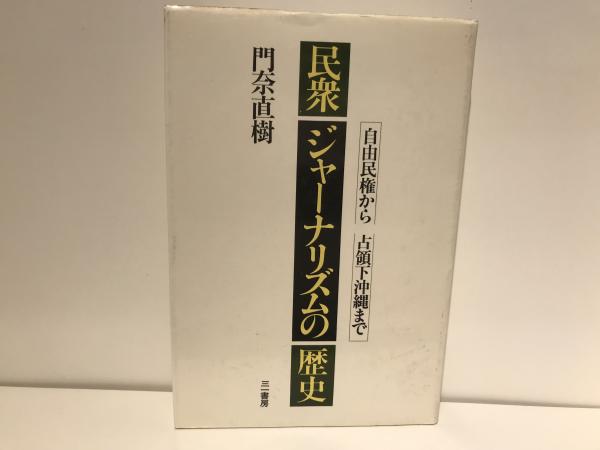 自由民権から 占領下沖縄まで
民衆ジャーナリズムの歴史
門奈直樹
三一書房